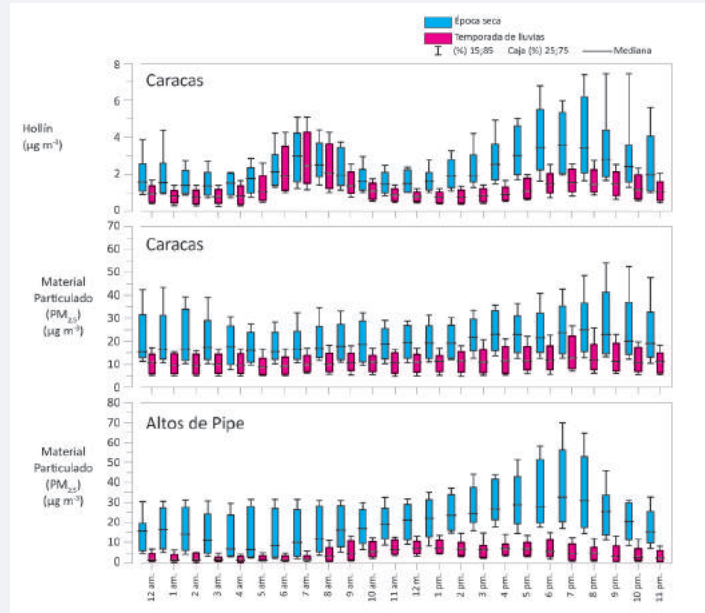 Época seca
Temporada de lluvias
(%) 15;85 Caja (%) 25;75 Mediana
Caracas
Hollín
(µg m-3)
8
6
4
2
0
Caracas
Material
Particulado
(PM2,5)
(µg m-3)
70
60
50
40
30
20
10
0
Altos de Pipe
Material
Particulado
(PM2,5)
(µg m-3)
80
70
60
50
40
30
20
10
0
12 am.
1 am.
2 am.
3 am.
4 am.
5 am.
6 am.
7 am.
8 am.
9 am.
10 am.
11 am.
12 m.
1 pm.
2 pm.
3 pm.
4 pm.
5 pm.
6 pm.
7 pm.
8 pm.
9 pm.
10 pm.
11 pm.